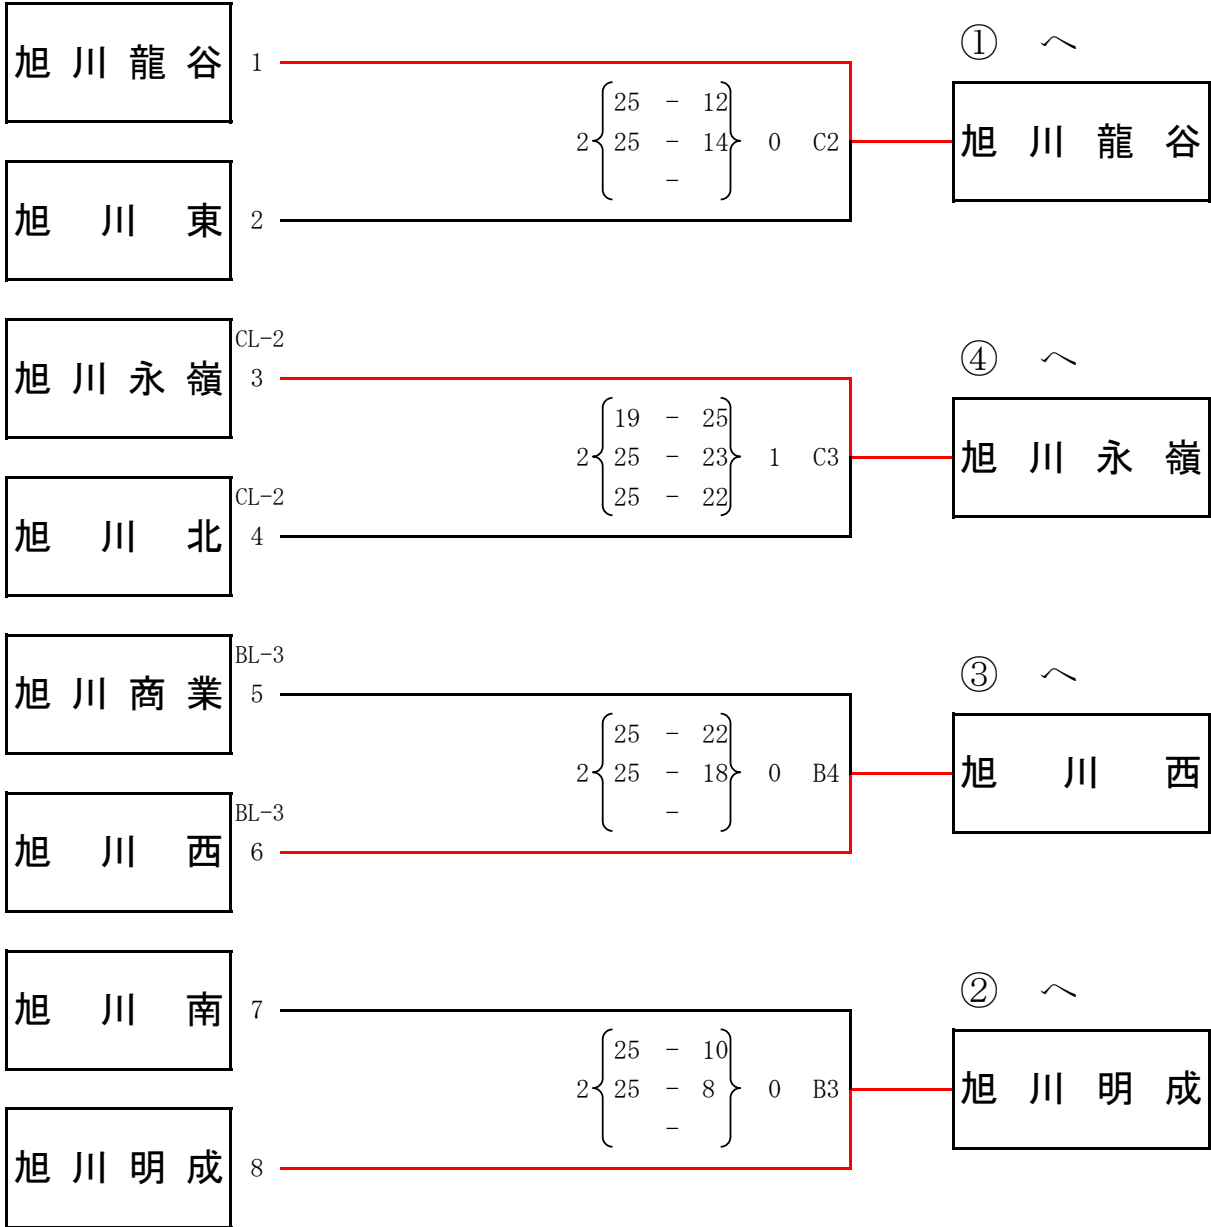 ① へ
旭川龍谷 1
25 - 12
2 25 - 14 0 C2
-
旭川龍谷
旭川東 2
CL-2
旭川永嶺 3
④ へ
19 - 25
2 25 - 23 1 C3
25 - 22
旭川永嶺
CL-2
旭川北 4
BL-3
旭川商業 5
③ へ
25 - 22
2 25 - 18 0 B4
-
旭川西
BL-3
旭川西 6
旭川南 7
② へ
25 - 10
2 25 - 8 0 B3
-
旭川明成
旭川明成 8